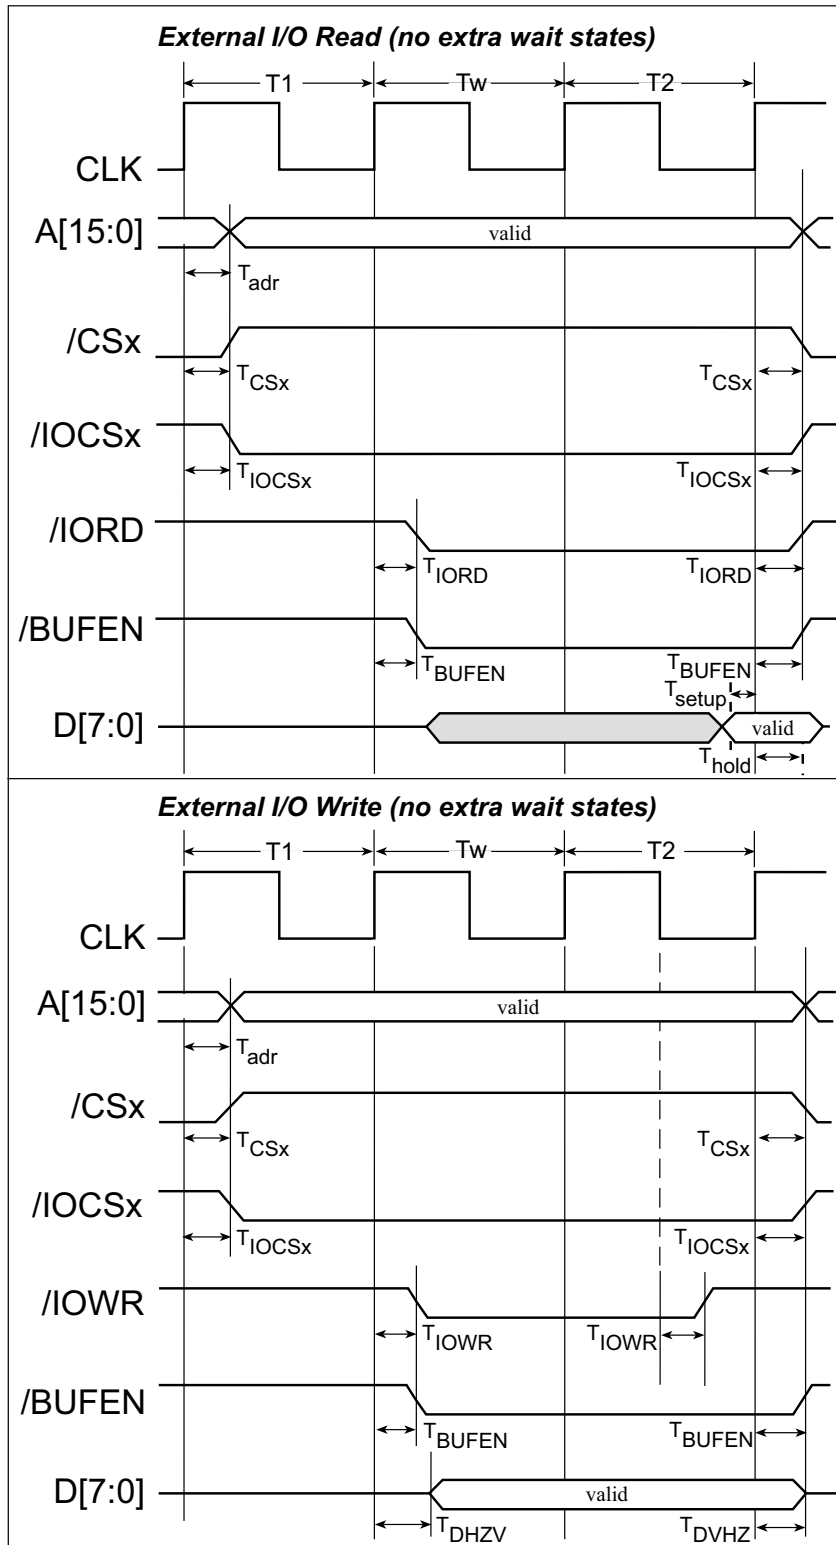 External I/O Read (no extra wait states)
T1 Tw T2
CLK
A[15:0] valid
Tadr
/CSx
TCSx TCSx
/IOCSx
TIOCSx TIOCSx
/IORD
TIORD TIORD
/BUFEN
TBUFEN TBUFEN
Tsetup
D[7:0] valid
Thold
External I/O Write (no extra wait states)
T1 Tw T2
CLK
A[15:0] valid
Tadr
/CSx
TCSx TCSx
/IOCSx
TIOCSx TIOCSx
/IOWR
TIOWR TIOWR
/BUFEN
TBUFEN TBUFEN
D[7:0] valid
TDHZV TDVHZ